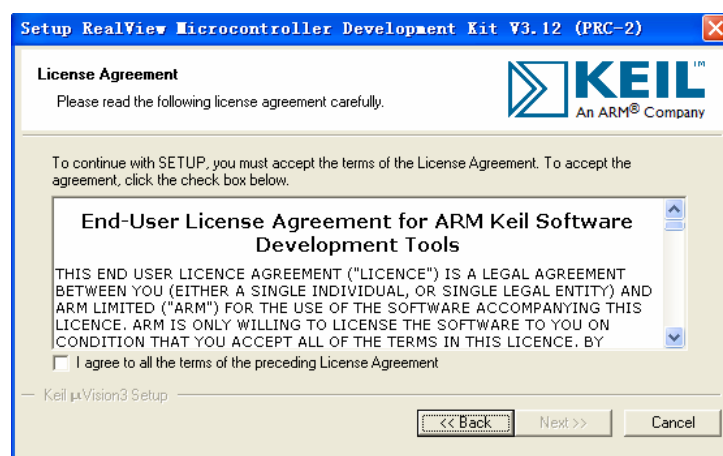 Setup RealView Microcontroller Development Kit V3.12 (PRC-2)
License Agreement
Please read the following license agreement carefully.
KEIL™
An ARM® Company
To continue with SETUP, you must accept the terms of the License Agreement. To accept the
agreement, click the check box below.
End-User License Agreement for ARM Keil Software
Development Tools
THIS END USER LICENCE AGREEMENT ("LICENCE") IS A LEGAL AGREEMENT
BETWEEN YOU (EITHER A SINGLE INDIVIDUAL, OR SINGLE LEGAL ENTITY) AND
ARM LIMITED ("ARM") FOR THE USE OF THE SOFTWARE ACCOMPANYING THIS
LICENCE. ARM IS ONLY WILLING TO LICENSE THE SOFTWARE TO YOU ON
CONDITION THAT YOU ACCEPT ALL OF THE TERMS IN THIS LICENCE. BY
I agree to all the terms of the preceding License Agreement
Keil µVision3 Setup
<< Back Next >> Cancel